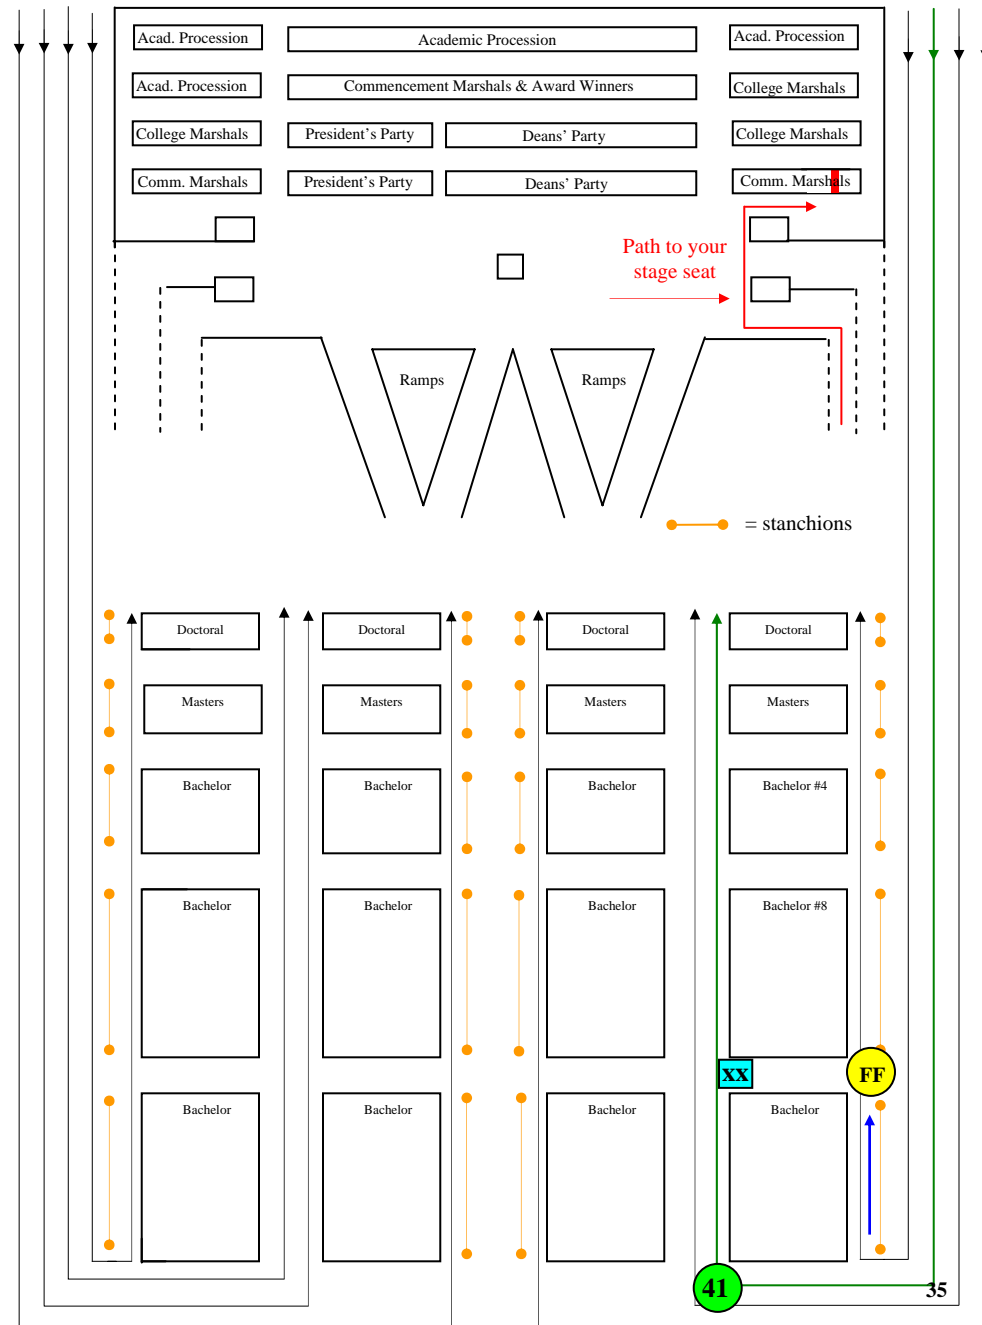 Acad. Procession
Academic Procession
Acad. Procession
Acad. Procession
Commencement Marshals & Award Winners
College Marshals
College Marshals
President's Party
Deans' Party
College Marshals
Comm. Marshals
President's Party
Deans' Party
Comm. Marshals
Path to your
stage seat
Ramps
Ramps
= stanchions
Doctoral
Doctoral
Doctoral
Doctoral
Masters
Masters
Masters
Masters
Bachelor
Bachelor
Bachelor
Bachelor #4
Bachelor
Bachelor
Bachelor
Bachelor #8
XX
FF
Bachelor
Bachelor
Bachelor
Bachelor
41
35